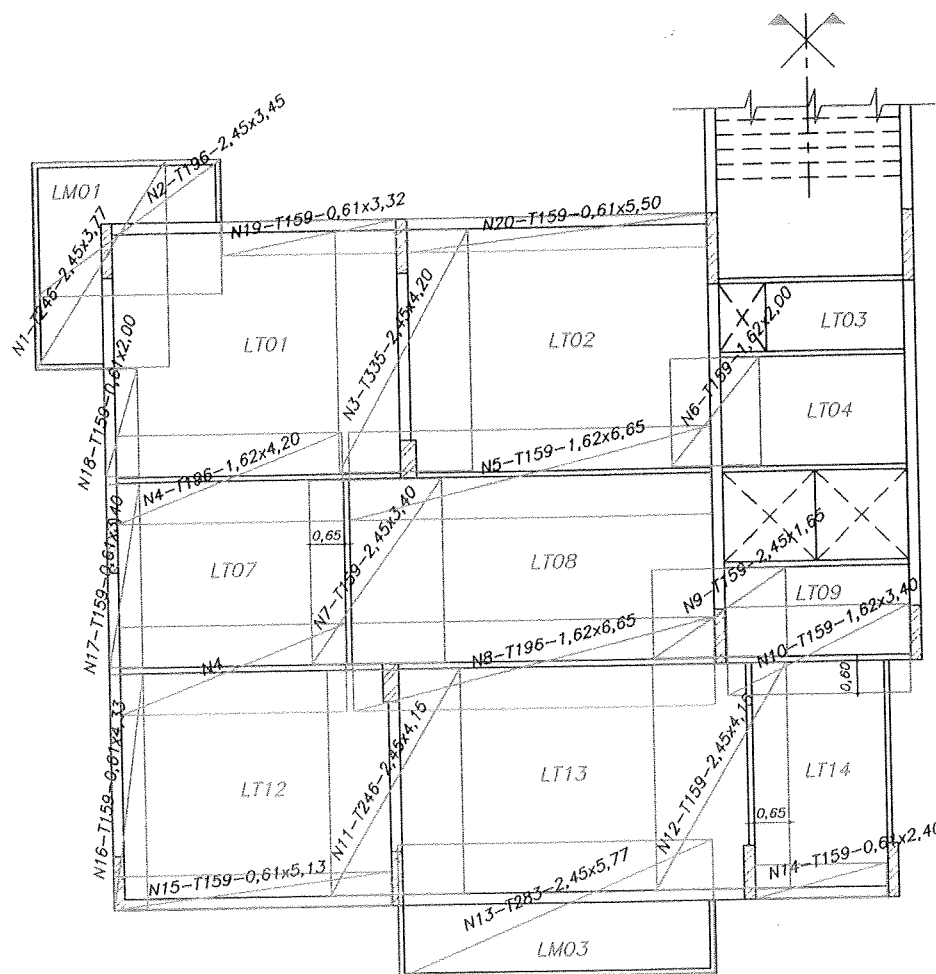 LM01
N2-T196-2,45x3,45
N1-T246-2,45x3,77
N19-T159-0,61x3,32
N20-T159-0,61x5,50
LT01
N3-T335-2,45x4,20
LT02
LT03
N6-T159-1,62x2,00
LT04
N18-T159-0,61x2,00
N4-T196-1,62x4,20
N5-T159-1,62x6,65
0,65
LT07
N7-T159-2,45x3,40
LT08
N9-T159-2,45x1,65
LT09
N17-T159-0,61x3,40
N4
N8-T196-1,62x6,65
N10-T159-1,62x3,40
0,60
N16-T159-0,61x4,33
LT12
N11-T246-2,45x4,15
LT13
N12-T159-2,45x4,15
LT14
0,65
N15-T159-0,61x5,13
N13-T283-2,45x5,77
N14-T159-0,61x2,40
LM03